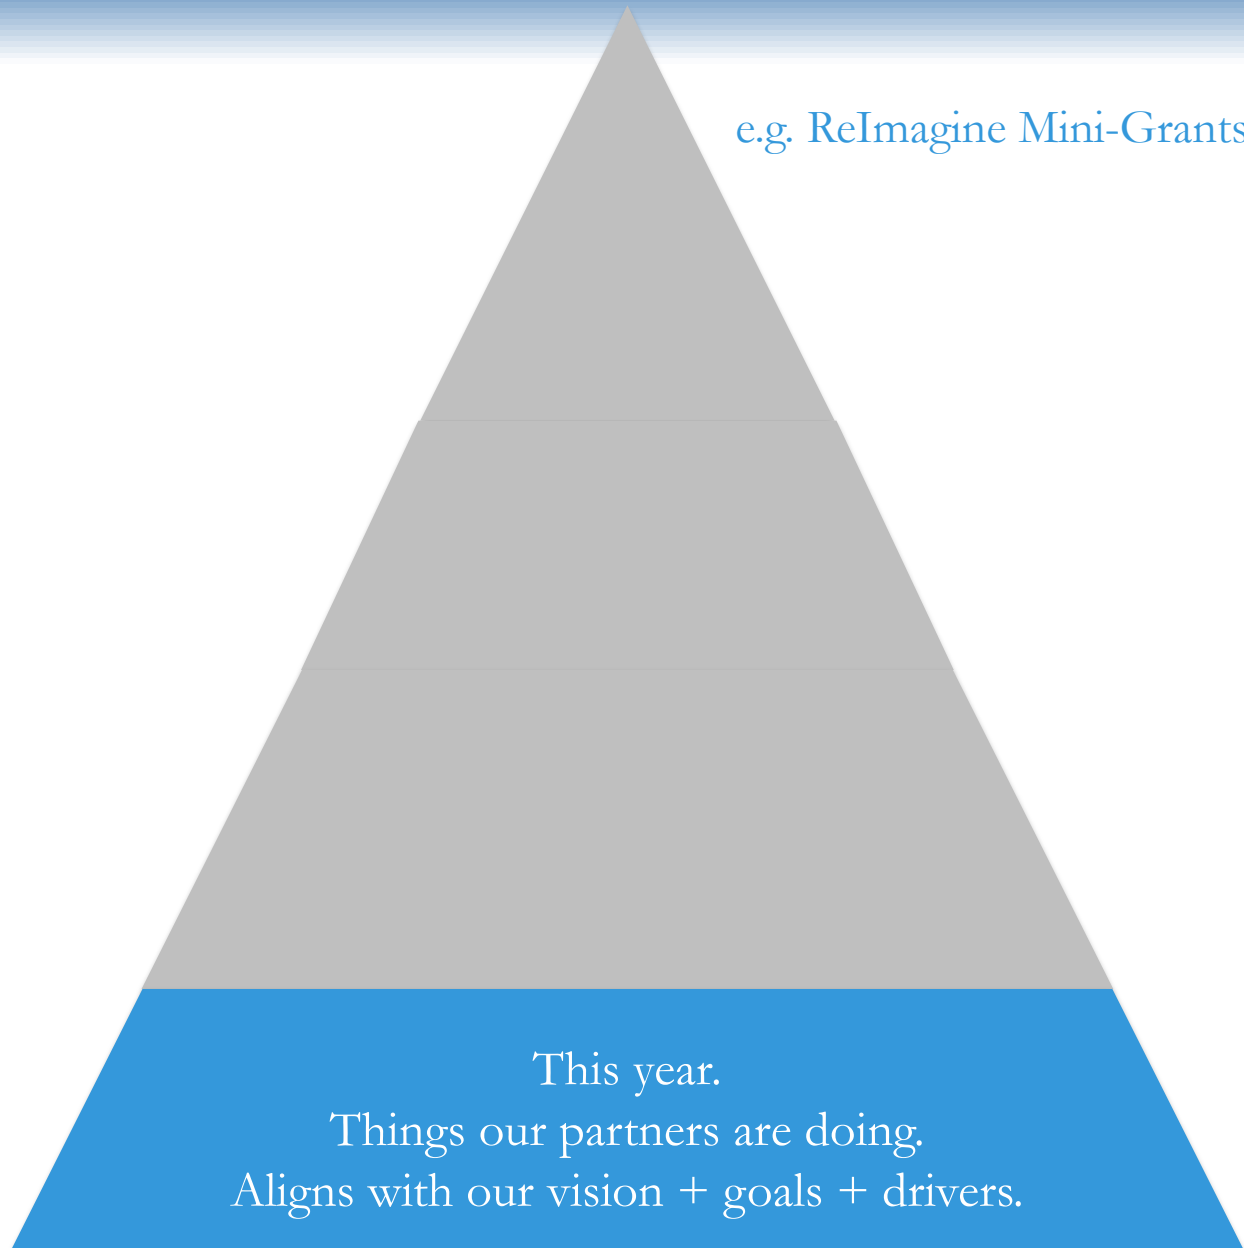 e.g. ReImagine Mini-Grants
This year.
Things our partners are doing.
Aligns with our vision + goals + drivers.